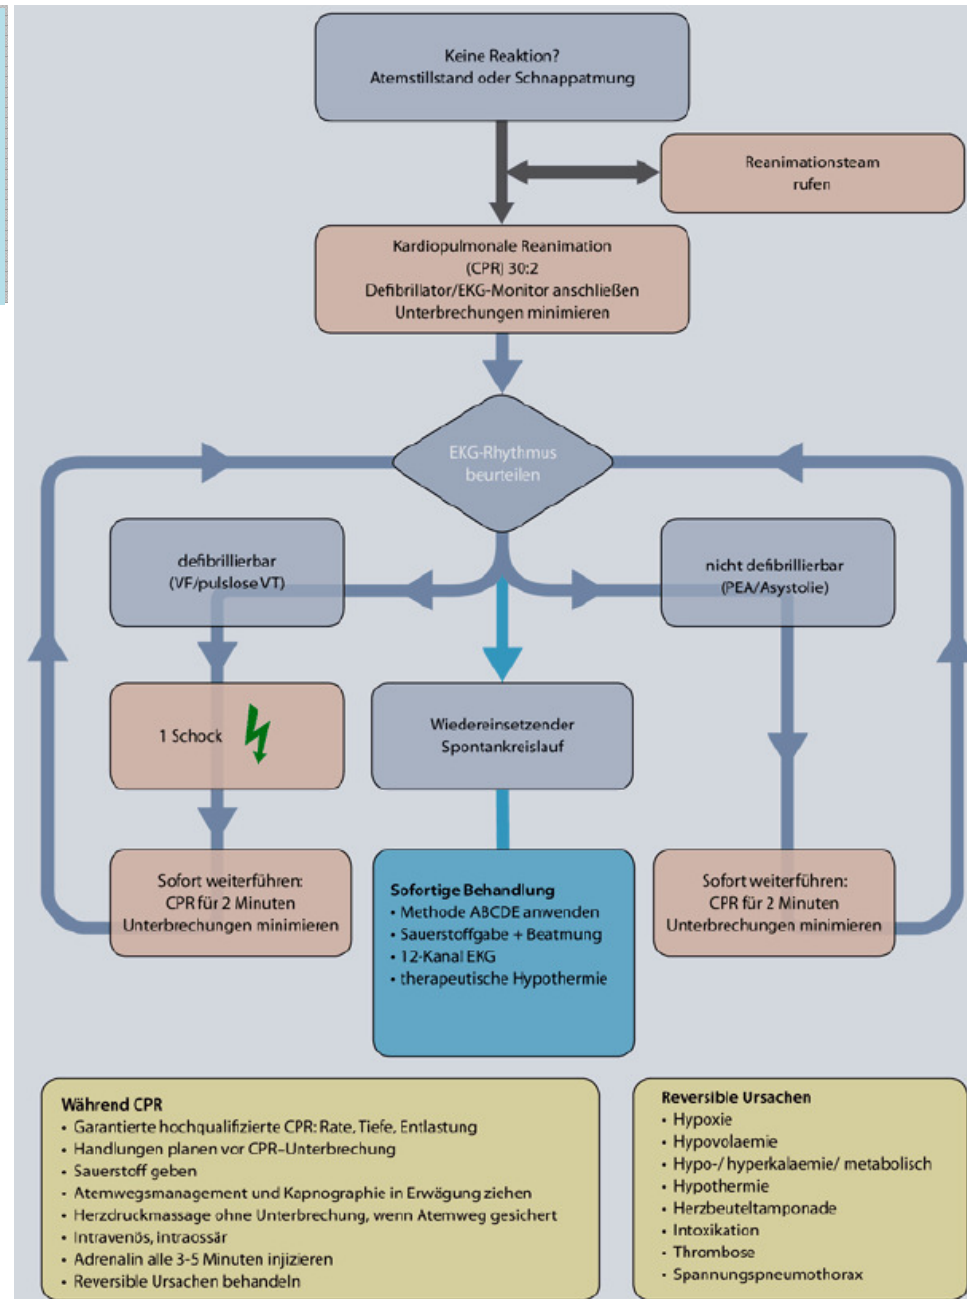 Keine Reaktion?
Atemstillstand oder Schnappatmung
Reanimationsteam
rufen
Kardiopulmonale Reanimation
(CPR) 30:2
Defibrillator/EKG-Monitor anschließen
Unterbrechungen minimieren
EKG-Rhythmus
beurteilen
defibrillierbar
(VF/pulslose VT)
nicht defibrillierbar
(PEA/Asystolie)
1 Schock
Wiedereinsetzender
Spontankreislauf
Sofort weiterführen:
CPR für 2 Minuten
Unterbrechungen minimieren
Sofortige Behandlung
• Methode ABCDE anwenden
• Sauerstoffgabe + Beatmung
• 12-Kanal EKG
• therapeutische Hypothermie
Sofort weiterführen:
CPR für 2 Minuten
Unterbrechungen minimieren
Während CPR
• Garantierte hochqualifizierte CPR: Rate, Tiefe, Entlastung
• Handlungen planen vor CPR-Unterbrechung
• Sauerstoff geben
• Atemwegsmanagement und Kapnographie in Erwägung ziehen
• Herzdruckmassage ohne Unterbrechung, wenn Atemweg gesichert
• Intravenös, intraossär
• Adrenalin alle 3-5 Minuten injizieren
• Reversible Ursachen behandeln
Reversible Ursachen
• Hypoxie
• Hypovolaemie
• Hypo-/ hyperkalaemie/ metabolisch
• Hypothermie
• Herzbeuteltamponade
• Intoxikation
• Thrombose
• Spannungspneumothorax